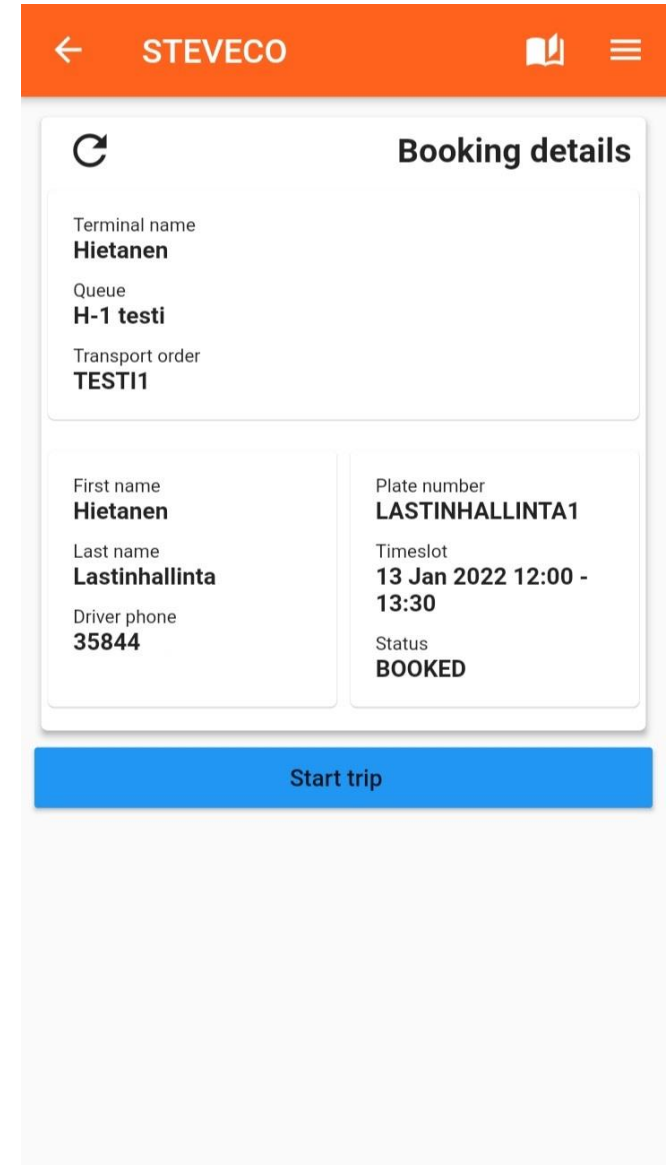 STEVECO
Booking details
Terminal name
Hietanen
Queue
H-1 testi
Transport order
TESTI1
First name
Hietanen
Last name
Lastinhallinta
Driver phone
35844
Plate number
LASTINHALLINTA1
Timeslot
13 Jan 2022 12:00 -
13:30
Status
BOOKED
Start trip